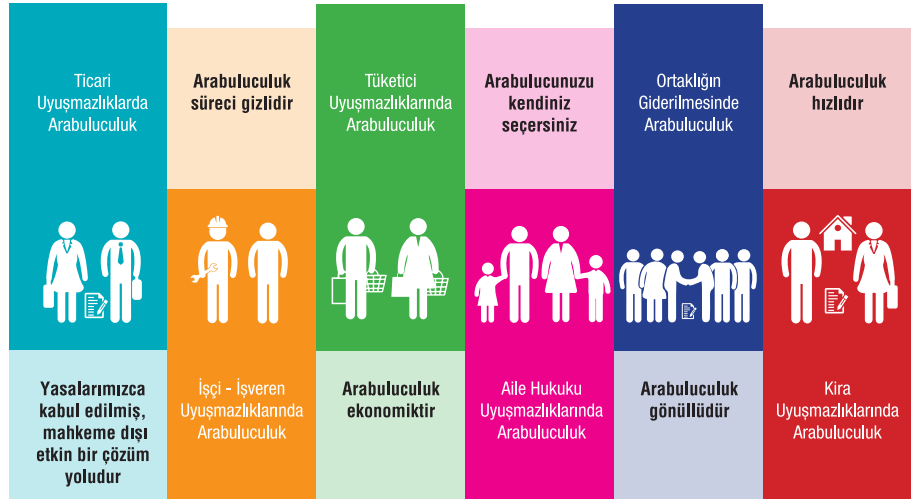 Ticari
Uyuşmazlıklarda
Arabuluculuk
Arabuluculuk
süreci gizlidir
Tüketici
Uyuşmazlıklarında
Arabuluculuk
Arabulucunuzu
kendiniz
seçersiniz
Ortaklığın
Giderilmesinde
Arabuluculuk
Arabuluculuk
hızlıdır
Yasalarımızca
kabul edilmiş,
mahkeme dışı
etkin bir çözüm
yoludur
İşçi - İşveren
Uyuşmazlıklarında
Arabuluculuk
Arabuluculuk
ekonomiktir
Aile Hukuku
Uyuşmazlıklarında
Arabuluculuk
Arabuluculuk
gönüllüdür
Kira
Uyuşmazlıklarında
Arabuluculuk